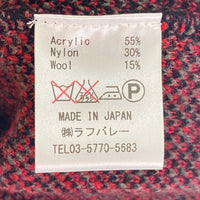 Acrylic 55%
Nylon 30%
Wool 15%
P
MADE IN JAPAN
㈱ラフバレー
TEL03-5770-5683